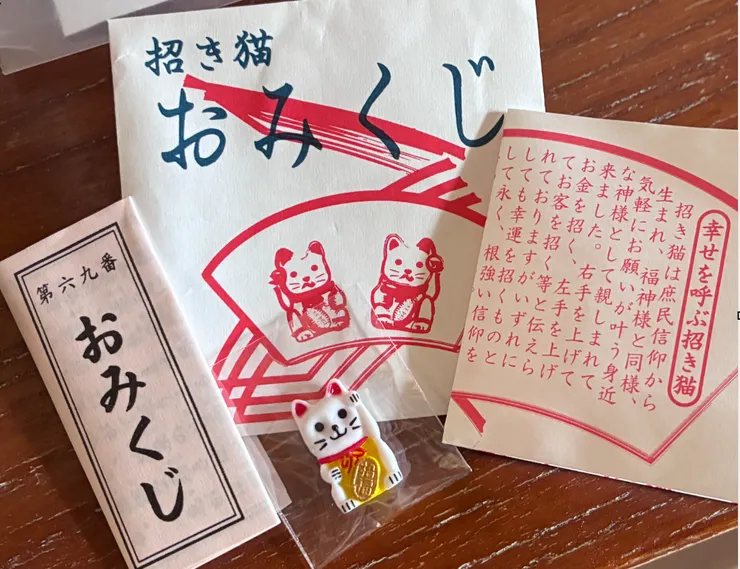 招き猫
おみくじ
第六九番
おみくじ
幸せを呼ぶ招き猫
招き猫は庶民信仰から
生まれ、福神様と同様、
気軽にお願いが叶う身近
な神様として親しまれて
来ました。右手を上げて
お金を招く、左手を上げ
てお客を招く等と伝えら
れておりますがいずれに
しても幸運を招くものと
して永く、根強い信仰を